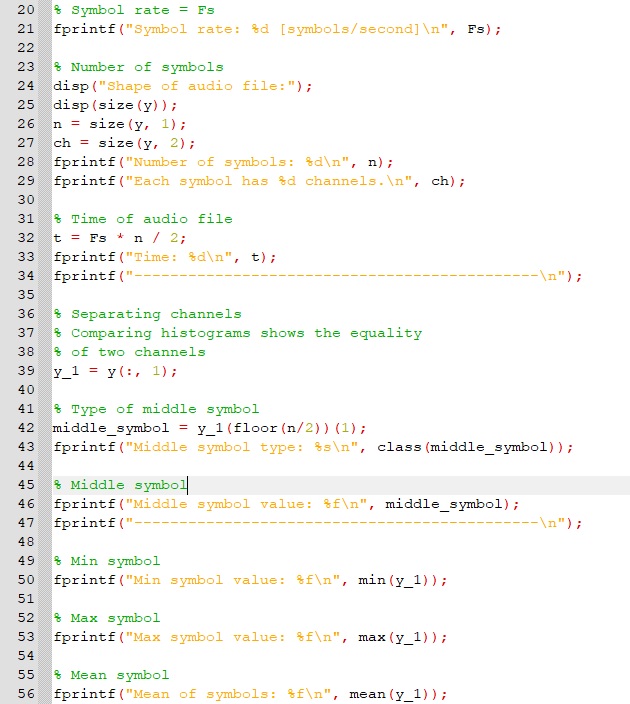 20 % Symbol rate = Fs
21 fprintf("Symbol rate: %d [symbols/second]\n", Fs);
22
23 % Number of symbols
24 disp("Shape of audio file:");
25 disp(size(y));
26 n = size(y, 1);
27 ch = size(y, 2);
28 fprintf("Number of symbols: %d\n", n);
29 fprintf("Each symbol has %d channels.\n", ch);
30
31 % Time of audio file
32 t = Fs * n / 2;
33 fprintf("Time: %d\n", t);
34 fprintf("---------------------------------------------\n");
35
36 % Separating channels
37 % Comparing histograms shows the equality
38 % of two channels
39 y_1 = y(:, 1);
40
41 % Type of middle symbol
42 middle_symbol = y_1(floor(n/2))(1);
43 fprintf("Middle symbol type: %s\n", class(middle_symbol));
44
45 % Middle symbol
46 fprintf("Middle symbol value: %f\n", middle_symbol);
47 fprintf("---------------------------------------------\n");
48
49 % Min symbol
50 fprintf("Min symbol value: %f\n", min(y_1));
51
52 % Max symbol
53 fprintf("Max symbol value: %f\n", max(y_1));
54
55 % Mean symbol
56 fprintf("Mean of symbols: %f\n", mean(y_1));